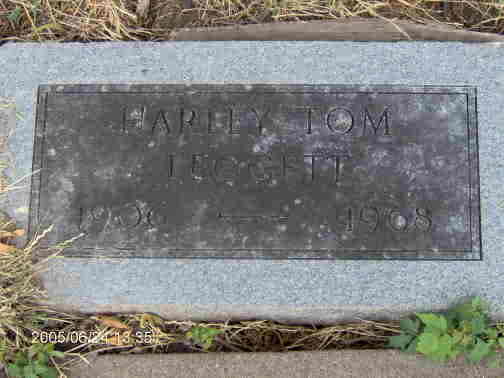 HARLEY TOM
LEGGETT
1906 — 1968
2005/06/24 13:35